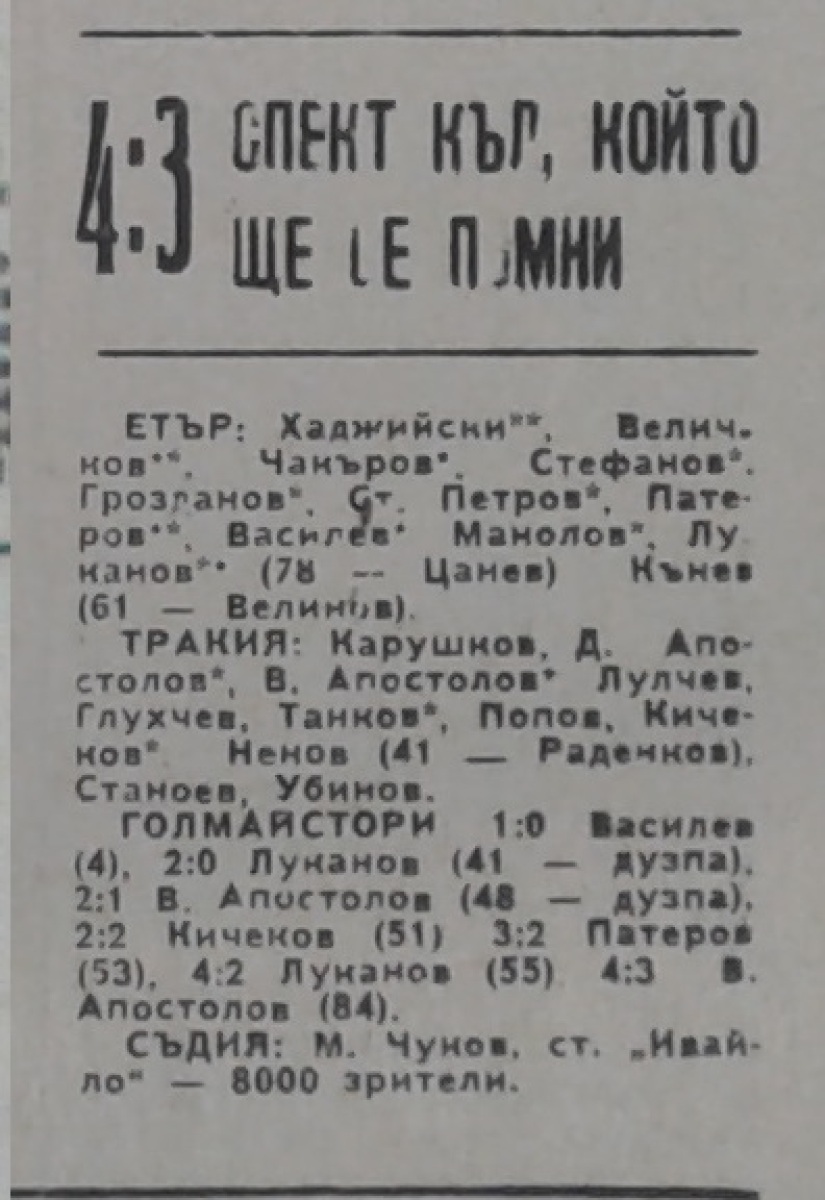 4:3 СПЕКТ КЪЛ, КОЙТО
ЩЕ СЕ ПОМНИ
ЕТЪР: Хаджийски**, Велич-
ков**, Чакъров*, Стефанов*,
Грозданов*, Ст. Петров*, Пате-
ров**, Василев* Манолов*, Лу
канов** (78 — Цанев) Кънев
(61 — Велинов).
ТРАКИЯ: Карушков, Д. Апо-
столов*, В. Апостолов* Лулчев,
Глухчев, Танков*, Попов, Киче-
ков* Ненов (41 — Раденков),
Станоев, Убинов.
ГОЛМАЙСТОРИ 1:0 Василев
(4), 2:0 Луканов (41 — дузпа),
2:1 В. Апостолов (48 — дузпа),
2:2 Кичеков (51) 3:2 Патеров
(53), 4:2 Луканов (55) 4:3 В.
Апостолов (84).
СЪДИЯ: М. Чуков, ст. „Ивай-
ло“ — 8000 зрители.